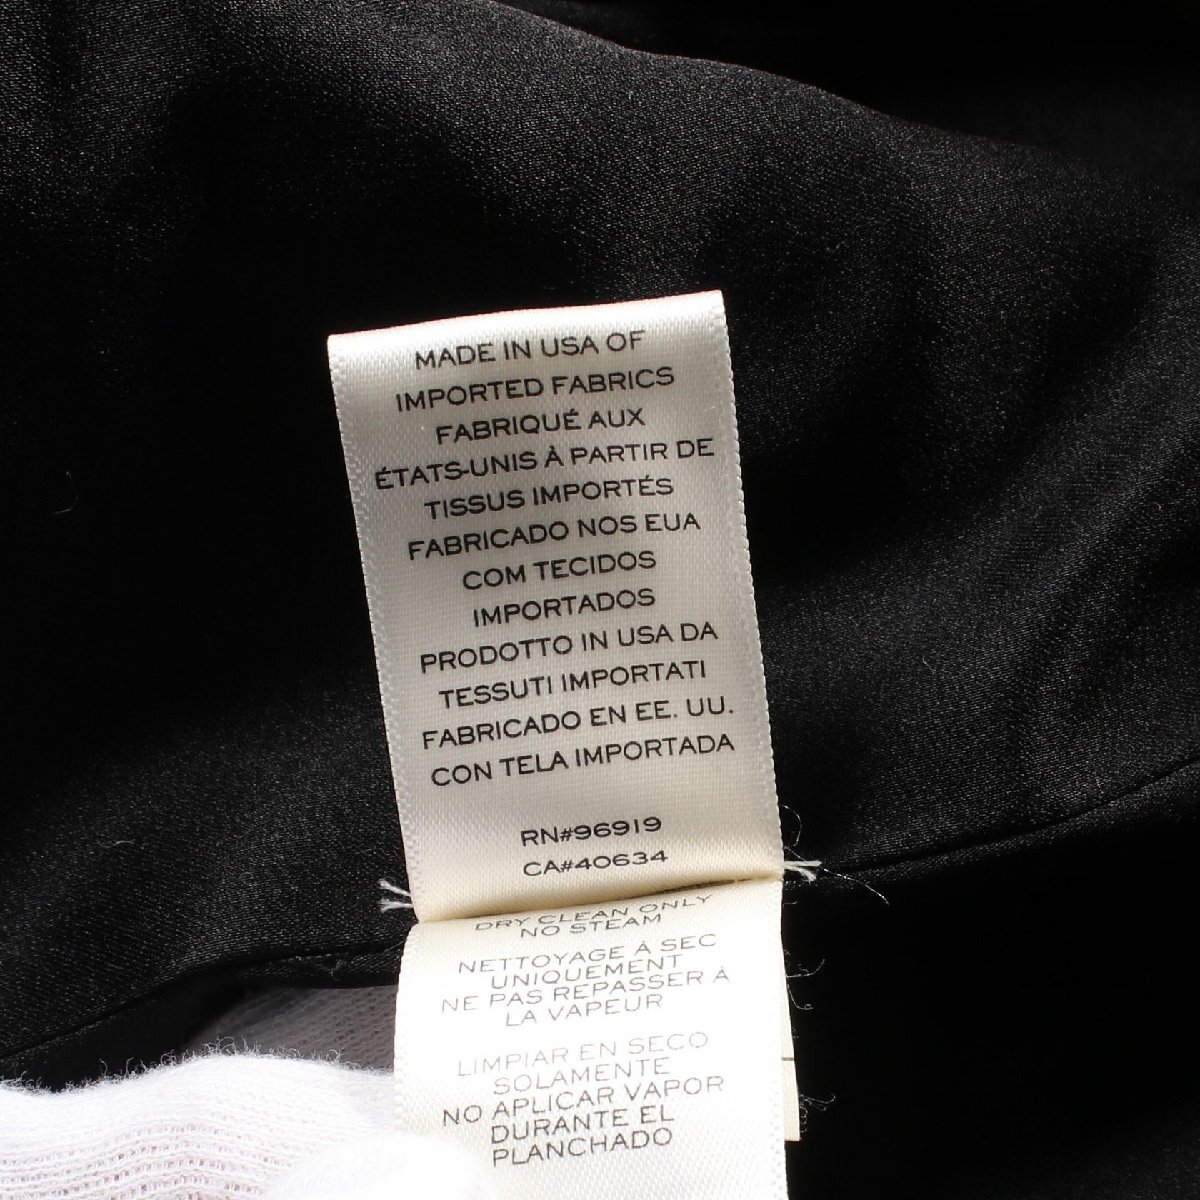 MADE IN USA OF
IMPORTED FABRICS
FABRIQUÉ AUX
ÉTATS-UNIS À PARTIR DE
TISSUS IMPORTÉS
FABRICADO NOS EUA
COM TECIDOS
IMPORTADOS
PRODOTTO IN USA DA
TESSUTI IMPORTATI
FABRICADO EN EE. UU.
CON TELA IMPORTADA
RN#96919
CA#40634
DRY CLEAN ONLY
NO STEAM
NETTOYAGE À SEC
UNIQUEMENT
NE PAS REPASSER À
LA VAPEUR
LIMPIAR EN SECO
SOLAMENTE
NO APLICAR VAPOR
DURANTE EL
PLANCHADO